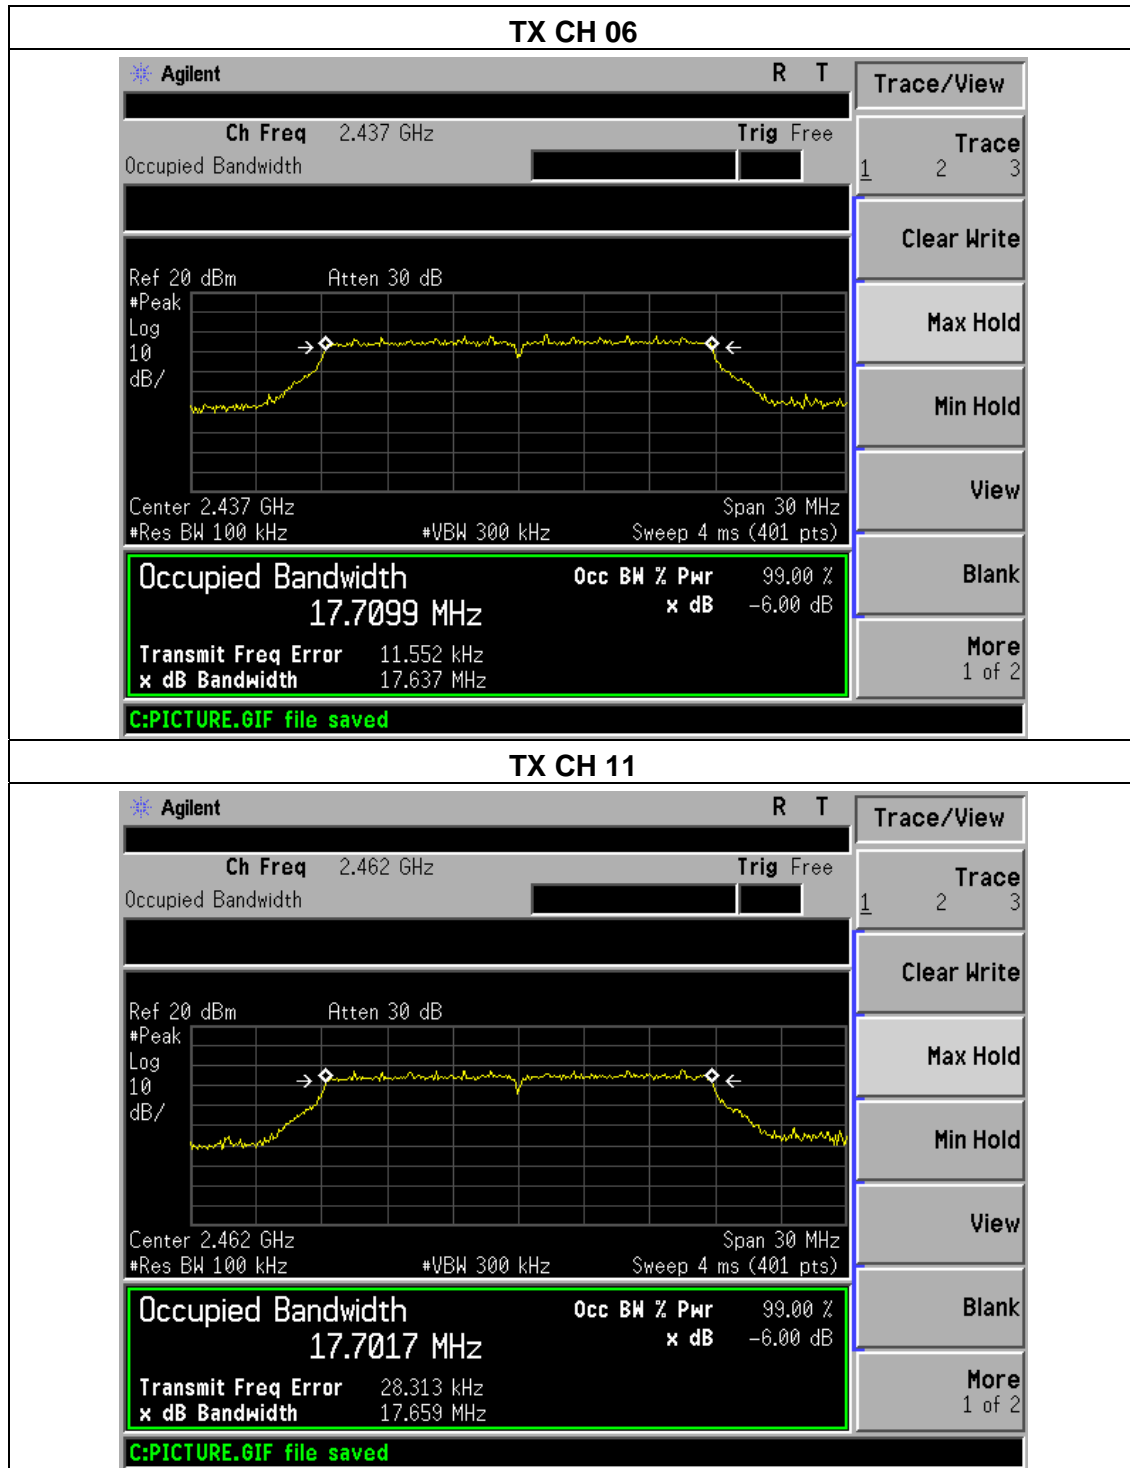 TX CH 06
Agilent R T
Trace/View
Ch Freq 2.437 GHz Trig Free
Occupied Bandwidth
Trace
1 2 3
Clear Write
Ref 20 dBm Atten 30 dB
#Peak
Log
10
dB/
Max Hold
Min Hold
View
Center 2.437 GHz Span 30 MHz
#Res BW 100 kHz #VBW 300 kHz Sweep 4 ms (401 pts)
Occupied Bandwidth Occ BW % Pwr 99.00 %
17.7099 MHz x dB -6.00 dB
Blank
Transmit Freq Error 11.552 kHz
x dB Bandwidth 17.637 MHz
More
1 of 2
C:PICTURE.GIF file saved
TX CH 11
Agilent R T
Trace/View
Ch Freq 2.462 GHz Trig Free
Occupied Bandwidth
Trace
1 2 3
Clear Write
Ref 20 dBm Atten 30 dB
#Peak
Log
10
dB/
Max Hold
Min Hold
View
Center 2.462 GHz Span 30 MHz
#Res BW 100 kHz #VBW 300 kHz Sweep 4 ms (401 pts)
Occupied Bandwidth Occ BW % Pwr 99.00 %
17.7017 MHz x dB -6.00 dB
Blank
Transmit Freq Error 28.313 kHz
x dB Bandwidth 17.659 MHz
More
1 of 2
C:PICTURE.GIF file saved